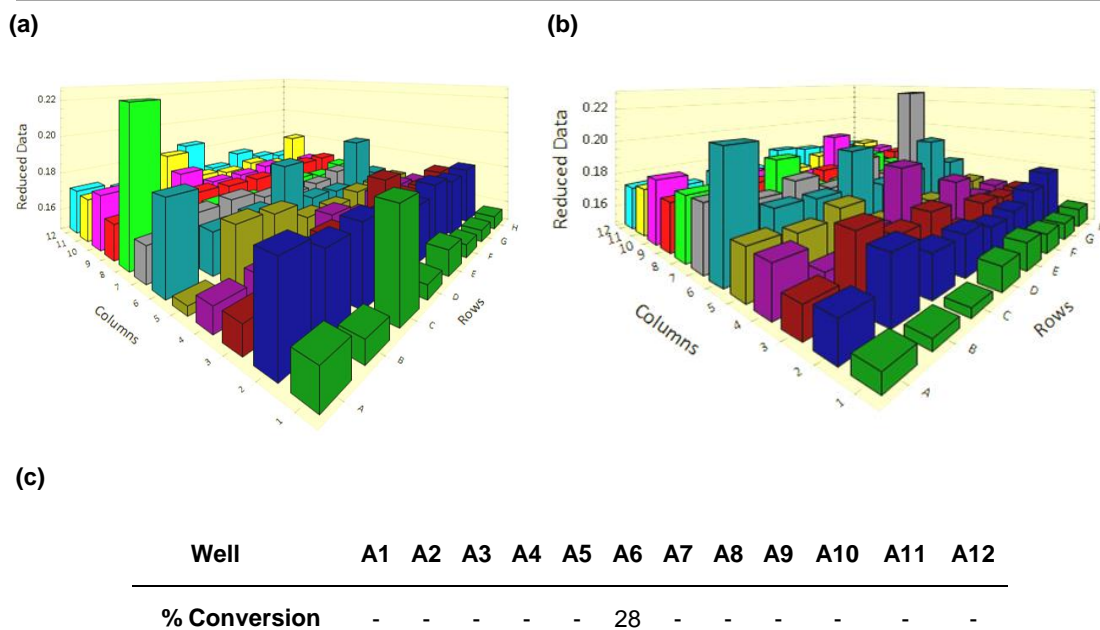 (a) (b)
Reduced Data
0.22
0.20
0.18
0.16
12 11 10 9 8 7 6 5 4 3 2 1
Columns
A B C D E F G H
Rows
Reduced Data
0.22
0.20
0.18
0.16
12 11 10 9 8 7 6 5 4 3 2 1
Columns
A B C D E F G
Rows
(c)
Well A1 A2 A3 A4 A5 A6 A7 A8 A9 A10 A11 A12
% Conversion - - - - - 28 - - - - - -